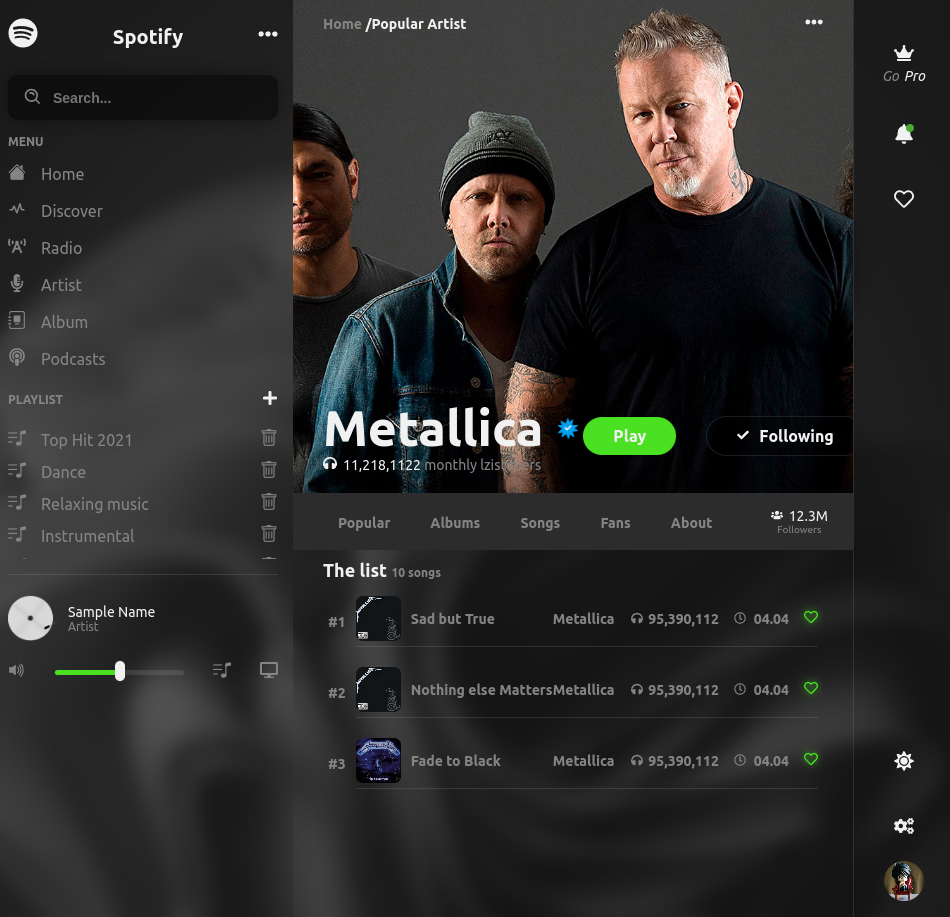 Spotify
Search...
MENU
Home
Discover
Radio
Artist
Album
Podcasts
PLAYLIST
Top Hit 2021
Dance
Relaxing music
Instrumental
Sample Name
Artist
Home /Popular Artist
Metallica
Play
Following
11,218,1122 monthly lzistners
Popular Albums Songs Fans About
12.3M
Followers
The list 10 songs
#1 Sad but True Metallica 95,390,112 04.04
#2 Nothing else Matters Metallica 95,390,112 04.04
#3 Fade to Black Metallica 95,390,112 04.04
Go Pro